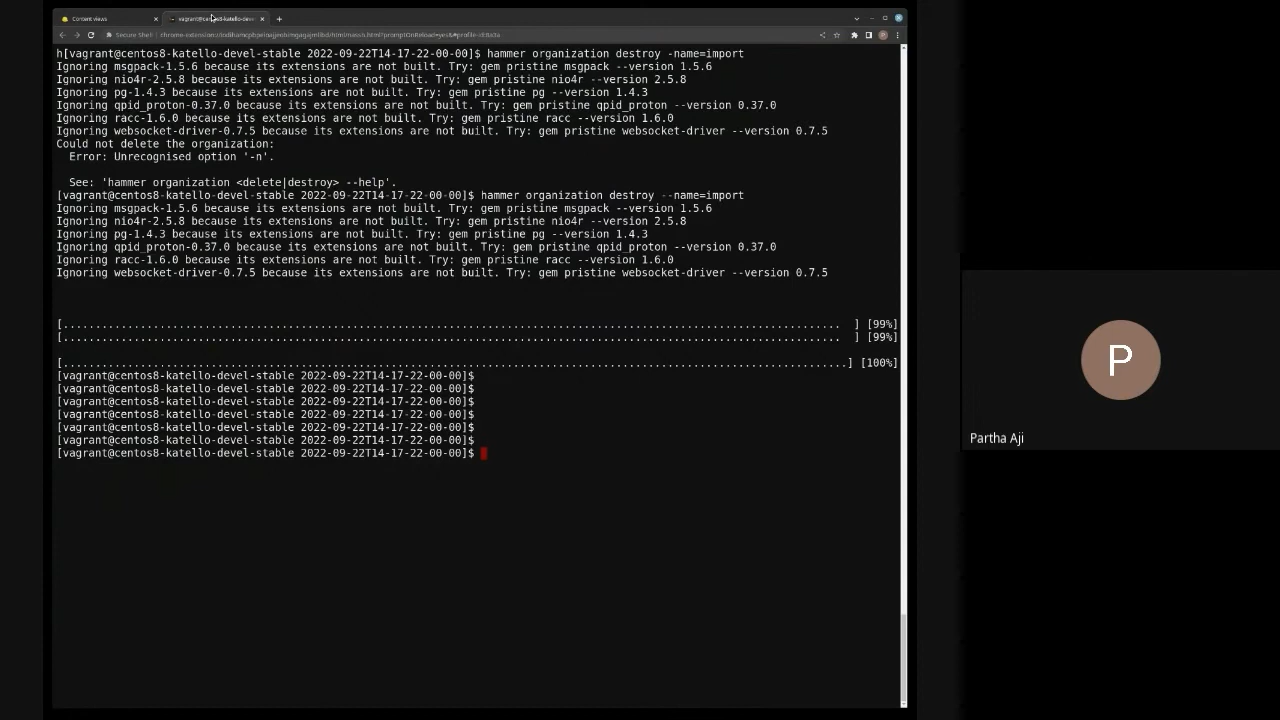 Content views
vagrant@centos8-katello-deve
Secure Shell
h[vagrant@centos8-katello-devel-stable 2022-09-22T14-17-22-00-00]$ hammer organization destroy -name=import
Ignoring msgpack-1.5.6 because its extensions are not built. Try: gem pristine msgpack --version 1.5.6
Ignoring nio4r-2.5.8 because its extensions are not built. Try: gem pristine nio4r --version 2.5.8
Ignoring pg-1.4.3 because its extensions are not built. Try: gem pristine pg --version 1.4.3
Ignoring qpid_proton-0.37.0 because its extensions are not built. Try: gem pristine qpid_proton --version 0.37.0
Ignoring racc-1.6.0 because its extensions are not built. Try: gem pristine racc --version 1.6.0
Ignoring websocket-driver-0.7.5 because its extensions are not built. Try: gem pristine websocket-driver --version 0.7.5
Could not delete the organization:
Error: Unrecognised option '-n'.
See: 'hammer organization <delete|destroy> --help'.
[vagrant@centos8-katello-devel-stable 2022-09-22T14-17-22-00-00]$ hammer organization destroy --name=import
Ignoring msgpack-1.5.6 because its extensions are not built. Try: gem pristine msgpack --version 1.5.6
Ignoring nio4r-2.5.8 because its extensions are not built. Try: gem pristine nio4r --version 2.5.8
Ignoring pg-1.4.3 because its extensions are not built. Try: gem pristine pg --version 1.4.3
Ignoring qpid_proton-0.37.0 because its extensions are not built. Try: gem pristine qpid_proton --version 0.37.0
Ignoring racc-1.6.0 because its extensions are not built. Try: gem pristine racc --version 1.6.0
Ignoring websocket-driver-0.7.5 because its extensions are not built. Try: gem pristine websocket-driver --version 0.7.5
[......................................................................................................................... ] [99%]
[......................................................................................................................... ] [99%]
[..........................................................................................................................] [100%]
[vagrant@centos8-katello-devel-stable 2022-09-22T14-17-22-00-00]$
[vagrant@centos8-katello-devel-stable 2022-09-22T14-17-22-00-00]$
[vagrant@centos8-katello-devel-stable 2022-09-22T14-17-22-00-00]$
[vagrant@centos8-katello-devel-stable 2022-09-22T14-17-22-00-00]$
[vagrant@centos8-katello-devel-stable 2022-09-22T14-17-22-00-00]$
[vagrant@centos8-katello-devel-stable 2022-09-22T14-17-22-00-00]$
[vagrant@centos8-katello-devel-stable 2022-09-22T14-17-22-00-00]$
P
Partha Aji